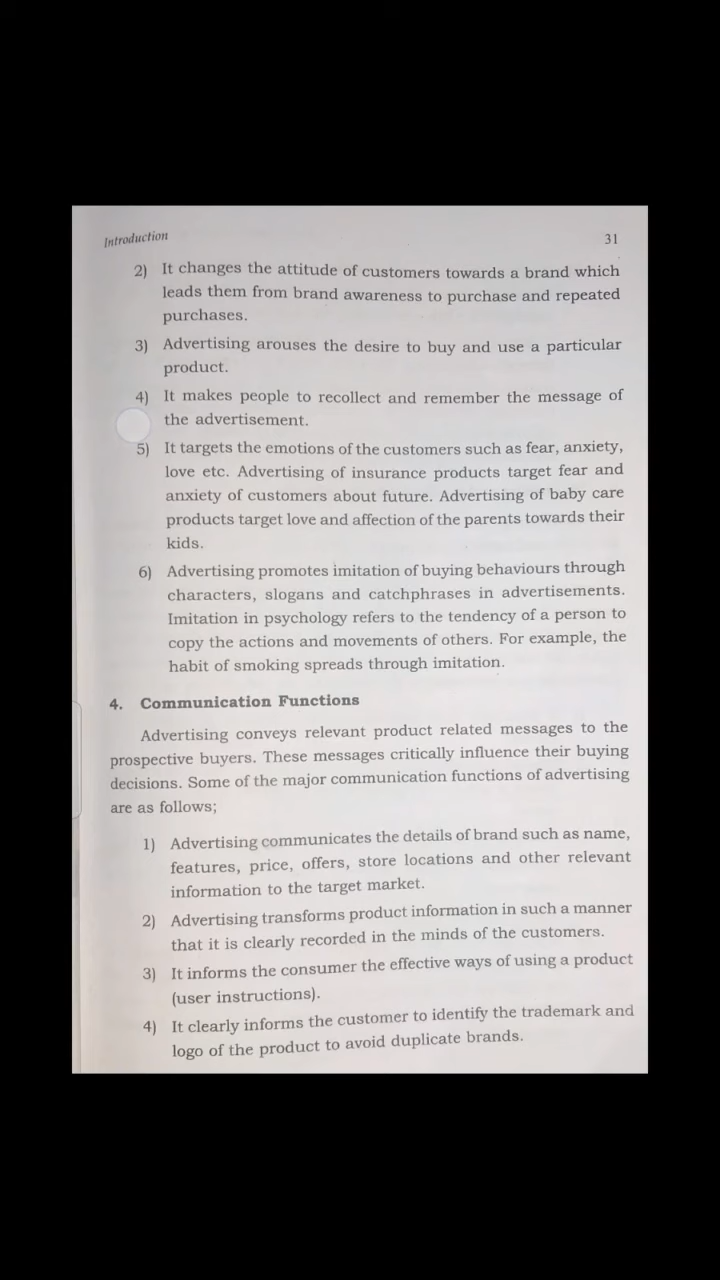 Introduction 31
2) It changes the attitude of customers towards a brand which
leads them from brand awareness to purchase and repeated
purchases.
3) Advertising arouses the desire to buy and use a particular
product.
4) It makes people to recollect and remember the message of
the advertisement.
5) It targets the emotions of the customers such as fear, anxiety,
love etc. Advertising of insurance products target fear and
anxiety of customers about future. Advertising of baby care
products target love and affection of the parents towards their
kids.
6) Advertising promotes imitation of buying behaviours through
characters, slogans and catchphrases in advertisements.
Imitation in psychology refers to the tendency of a person to
copy the actions and movements of others. For example, the
habit of smoking spreads through imitation.
4. Communication Functions
Advertising conveys relevant product related messages to the
prospective buyers. These messages critically influence their buying
decisions. Some of the major communication functions of advertising
are as follows;
1) Advertising communicates the details of brand such as name,
features, price, offers, store locations and other relevant
information to the target market.
2) Advertising transforms product information in such a manner
that it is clearly recorded in the minds of the customers.
3) It informs the consumer the effective ways of using a product
(user instructions).
4) It clearly informs the customer to identify the trademark and
logo of the product to avoid duplicate brands.